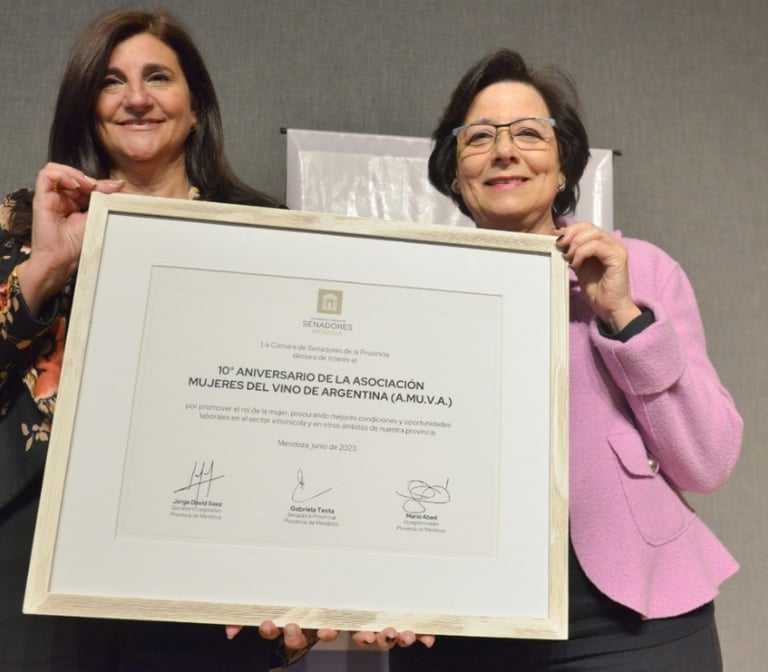 SENADORES
MENDOZA
La Cámara de Senadores de la Provincia
declara de interés el
10° ANIVERSARIO DE LA ASOCIACIÓN
MUJERES DEL VINO DE ARGENTINA (A.MU.V.A.)
por promover el rol de la mujer, procurando mejores condiciones y oportunidades
laborales en el sector vitivinícola y en otros ámbitos de nuestra provincia.
Mendoza, junio de 2023.
Jorge David Saez
Secretario Legislativo
Provincia de Mendoza
Gabriela Testa
Senadora Provincial
Provincia de Mendoza
Mario Abed
Vicegobernador
Provincia de Mendoza